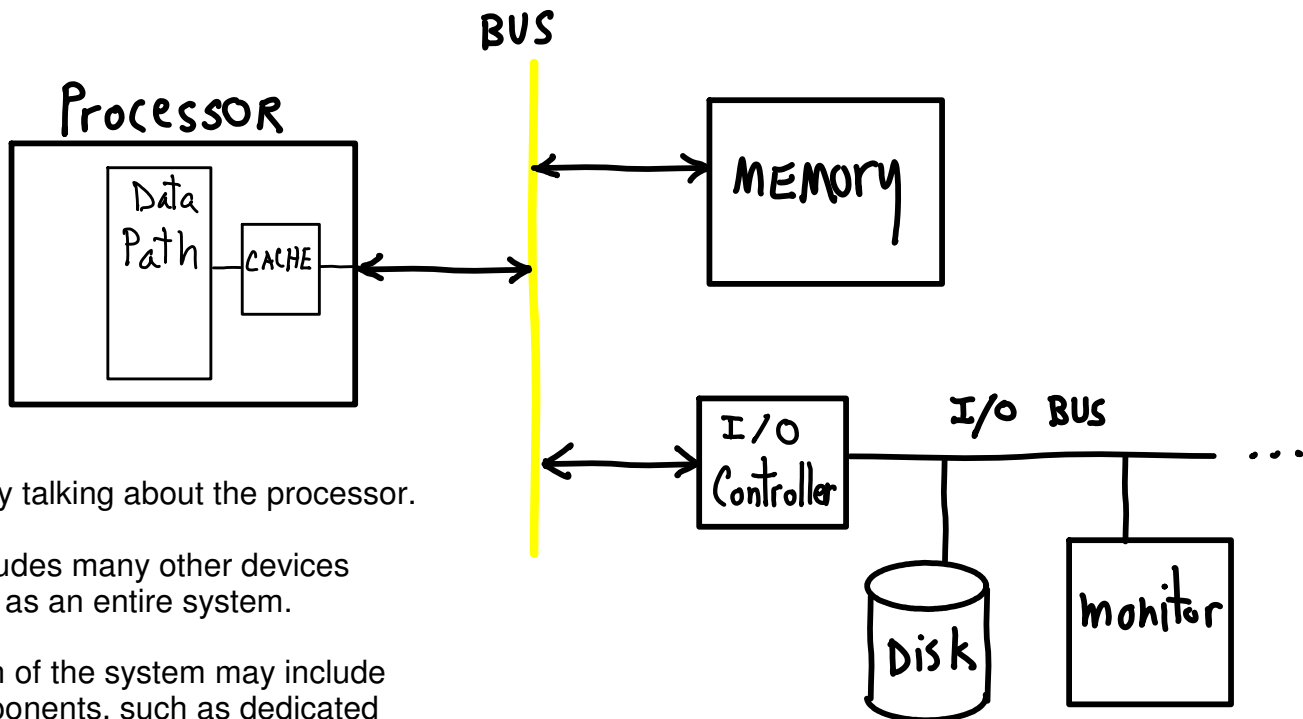 BUS
Processor
Data
Path
CACHE
MEMORY
I/O
Controller
I/O BUS
...
Disk
monitor
y talking about the processor.
udes many other devices
as an entire system.
n of the system may include
ponents, such as dedicated